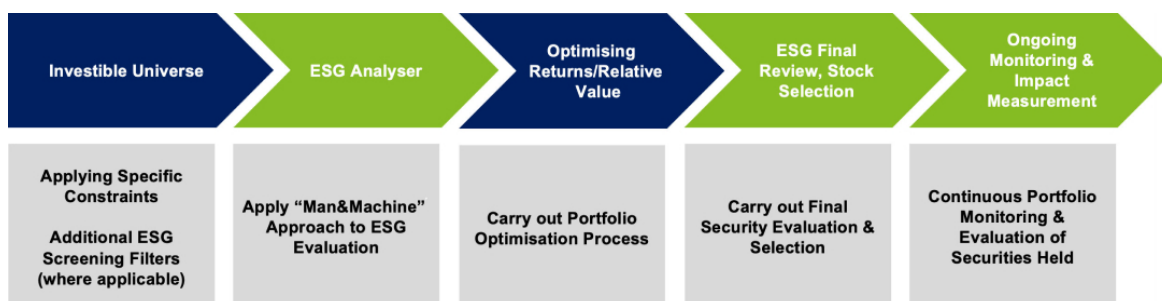 Investible Universe
ESG Analyser
Optimising
Returns/Relative
Value
ESG Final
Review, Stock
Selection
Ongoing
Monitoring &
Impact
Measurement
Applying Specific
Constraints
Additional ESG
Screening Filters
(where applicable)
Apply “Man&Machine”
Approach to ESG
Evaluation
Carry out Portfolio
Optimisation Process
Carry out Final
Security Evaluation &
Selection
Continuous Portfolio
Monitoring &
Evaluation of
Securities Held